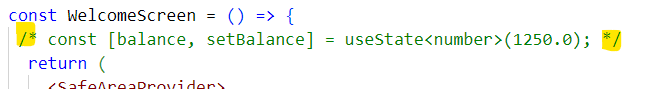 const WelcomeScreen = () => {
/* const [balance, setBalance] = useState<number>(1250.0); */
return (
<SafeAreaProvider>